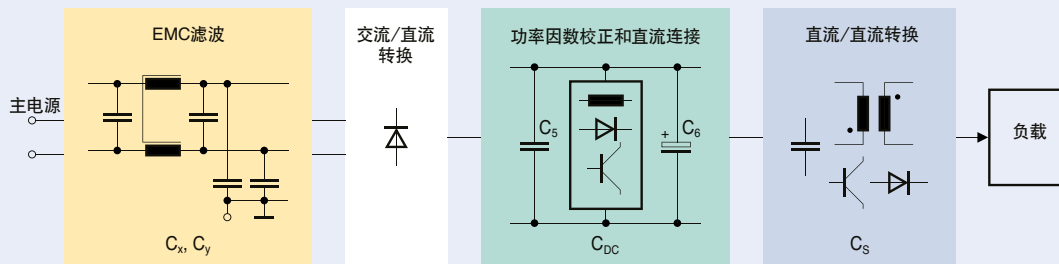 EMC滤波
交流/直流
转换
功率因数校正和直流连接
直流/直流转换
主电源
C5
+
C6
负载
Cx, Cy
CDC
CS